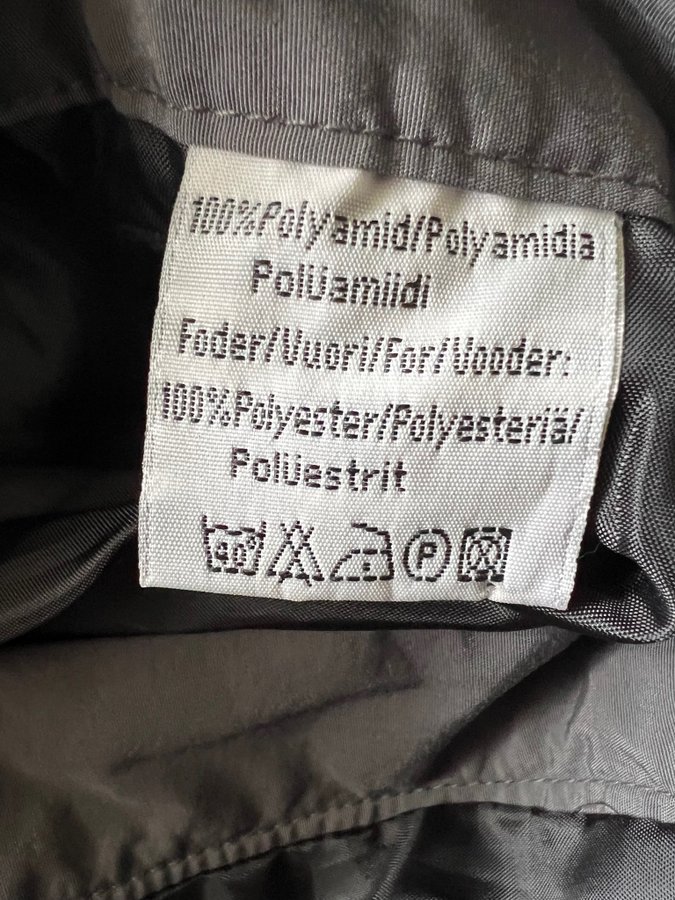 100%Polyamid/Polyamidia
Polüamiidi
Foder/Vuori/For/Vooder:
100%Polyester/Polyesteriä/
Polüestrit
40 P